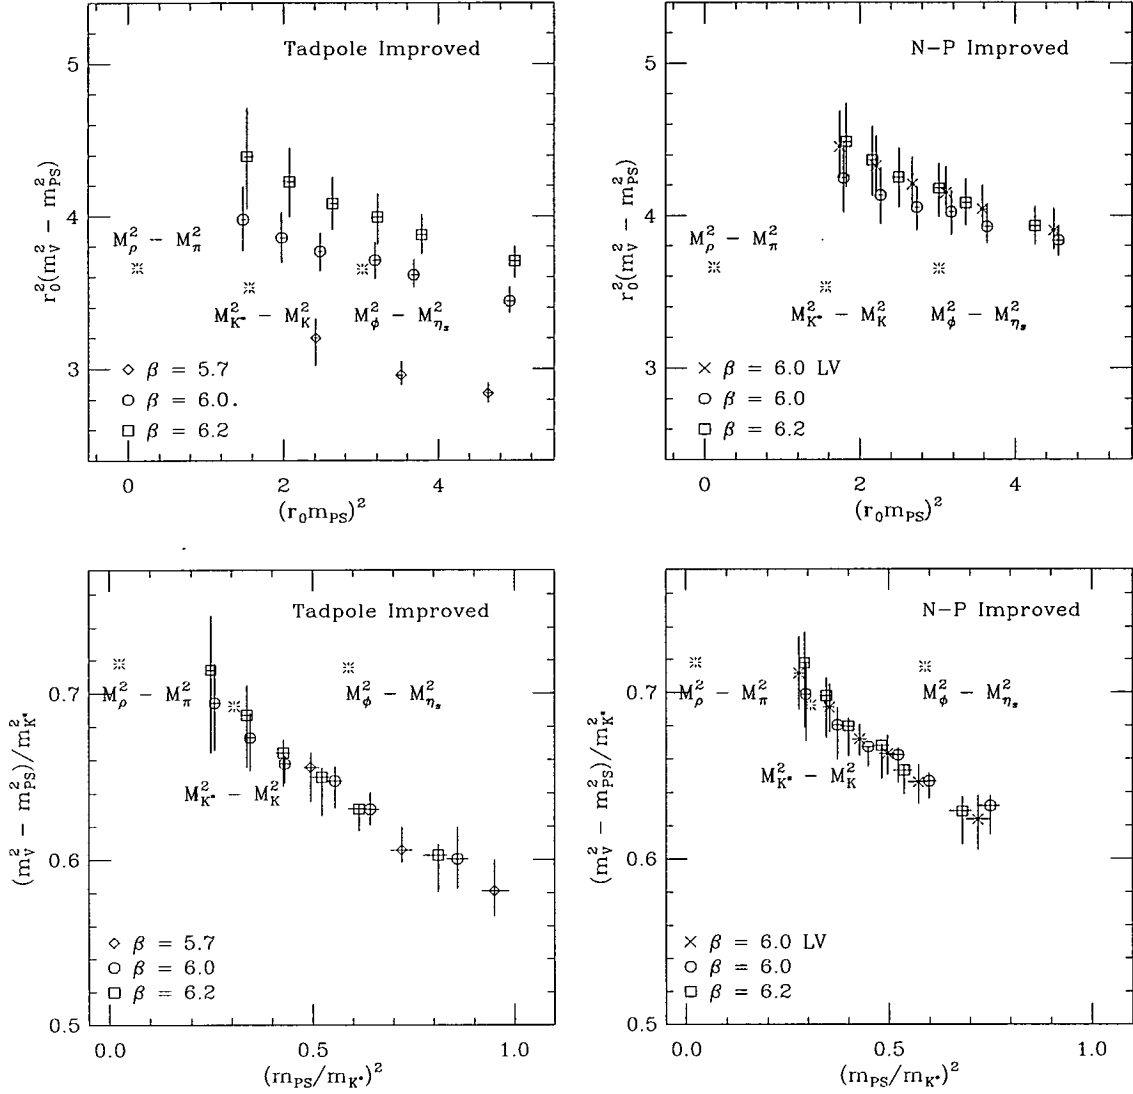 Tadpole Improved
5
4
3
r₀²(m_V² − m_PS²)
M_ρ² − M_π²
M_K*² − M_K²
M_φ² − M_ηs²
β = 5.7
β = 6.0.
β = 6.2
0 2 4
(r₀m_PS)²
N−P Improved
5
4
3
r₀²(m_V² − m_PS²)
M_ρ² − M_π²
M_K*² − M_K²
M_φ² − M_ηs²
β = 6.0 LV
β = 6.0
β = 6.2
0 2 4
(r₀m_PS)²
Tadpole Improved
0.7
0.6
0.5
(m_V² − m_PS²)/m_K*²
M_ρ² − M_π²
M_φ² − M_ηs²
M_K*² − M_K²
β = 5.7
β = 6.0
β = 6.2
0.0 0.5 1.0
(m_PS/m_K*)²
N−P Improved
0.7
0.6
0.5
(m_V² − m_PS²)/m_K*²
M_ρ² − M_π²
M_φ² − M_ηs²
M_K*² − M_K²
β = 6.0 LV
β = 6.0
β = 6.2
0.0 0.5 1.0
(m_PS/m_K*)²